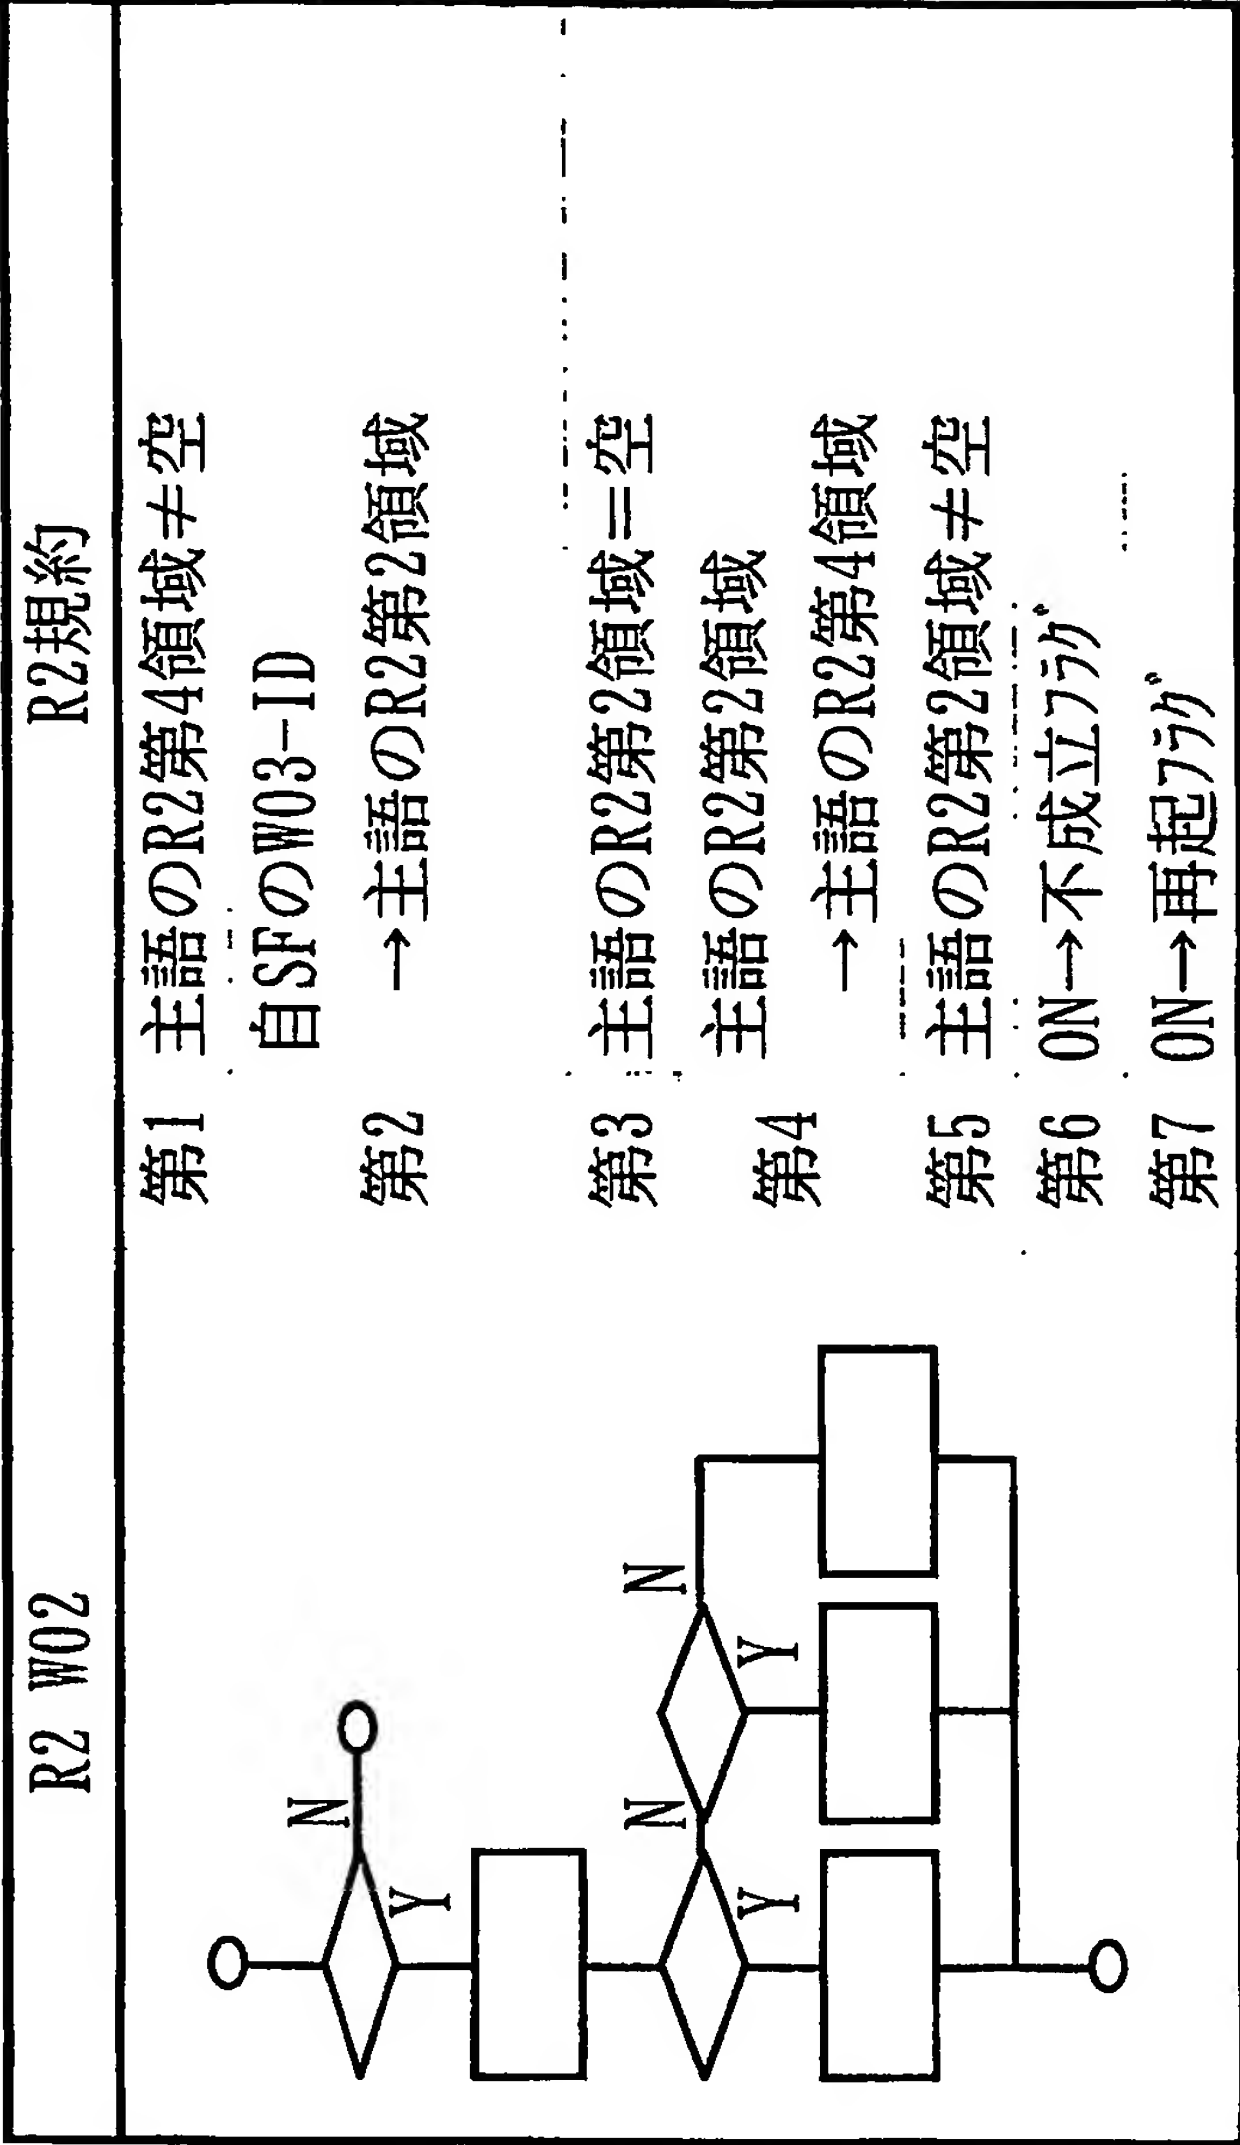 R2 W02 R2規約
第1 主語のR2第4領域≠空
自SFのW03-ID
第2 →主語のR2第2領域
第3 主語のR2第2領域=空
第4 主語のR2第2領域
→主語のR2第4領域
第5 主語のR2第2領域≠空
第6 ON→不成立ﾌﾗｸﾞ
第7 ON→再起ﾌﾗｸﾞ
N
Y
N
N
Y
Y